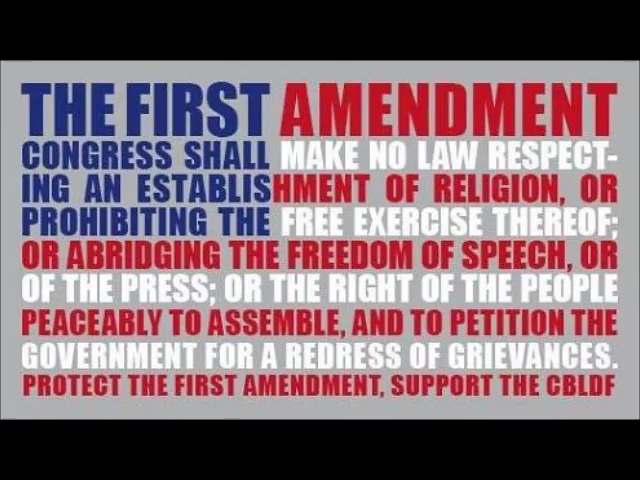 THE FIRST AMENDMENT
CONGRESS SHALL MAKE NO LAW RESPECT-
ING AN ESTABLISHMENT OF RELIGION, OR
PROHIBITING THE FREE EXERCISE THEREOF;
OR ABRIDGING THE FREEDOM OF SPEECH, OR
OF THE PRESS; OR THE RIGHT OF THE PEOPLE
PEACEABLY TO ASSEMBLE, AND TO PETITION THE
GOVERNMENT FOR A REDRESS OF GRIEVANCES.
PROTECT THE FIRST AMENDMENT, SUPPORT THE CBLDF